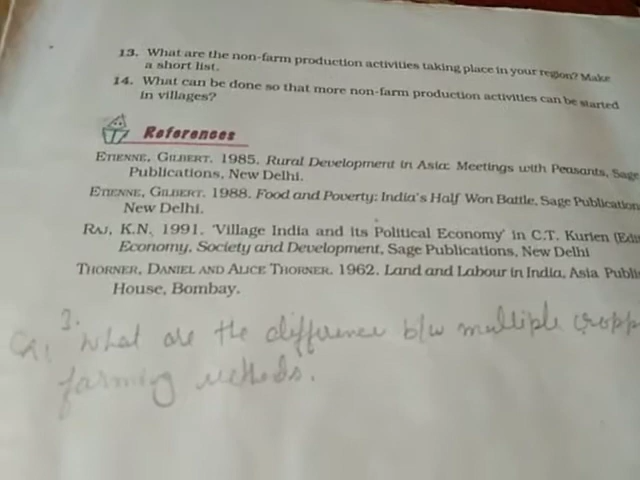 13. What are the non-farm production activities taking place in your region? Make
a short list.
14. What can be done so that more non-farm production activities can be started
in villages?
References
ETIENNE, GILBERT. 1985. Rural Development in Asia: Meetings with Peasants, Sage
Publications, New Delhi.
ETIENNE, GILBERT. 1988. Food and Poverty: India's Half Won Battle, Sage Publication
New Delhi.
RAJ, K.N. 1991. 'Village India and its Political Economy' in C.T. Kurien (Edit
Economy, Society and Development, Sage Publications, New Delhi
THORNER, DANIEL AND ALICE THORNER. 1962. Land and Labour in India, Asia Publis
House, Bombay.
3.
What are the difference b/w multiple cropp
farming methods.